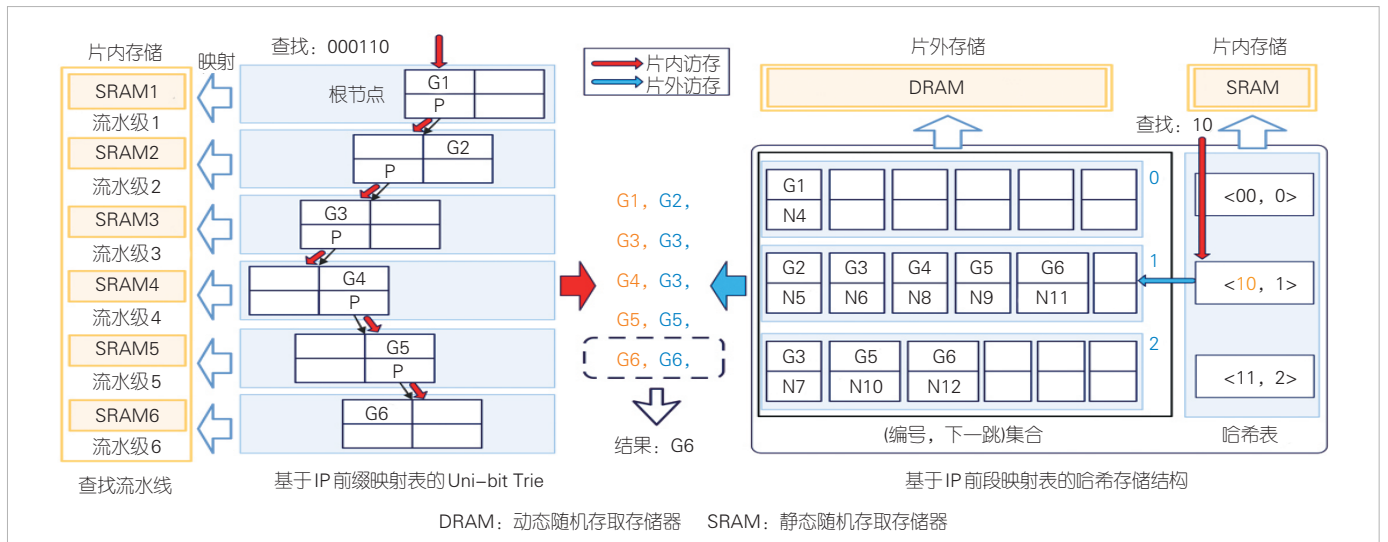 片内存储
SRAM1
流水级1
SRAM2
流水级2
SRAM3
流水级3
SRAM4
流水级4
SRAM5
流水级5
SRAM6
流水级6
查找流水线
映射
查找：000110
根节点
G1
P
G2
P
G3
P
G4
P
G5
P
G6
基于IP前缀映射表的Uni-bit Trie
片内访存
片外访存
G1，G2，
G3，G3，
G4，G3，
G5，G5，
G6，G6，
结果：G6
片外存储
DRAM
片内存储
SRAM
查找：10
0
G1
N4
1
G2 G3 G4 G5 G6
N5 N6 N8 N9 N11
2
G3 G5 G6
N7 N10 N12
(编号，下一跳)集合
<00，0>
<10，1>
<11，2>
哈希表
基于IP前段映射表的哈希存储结构
DRAM：动态随机存取存储器 SRAM：静态随机存取存储器